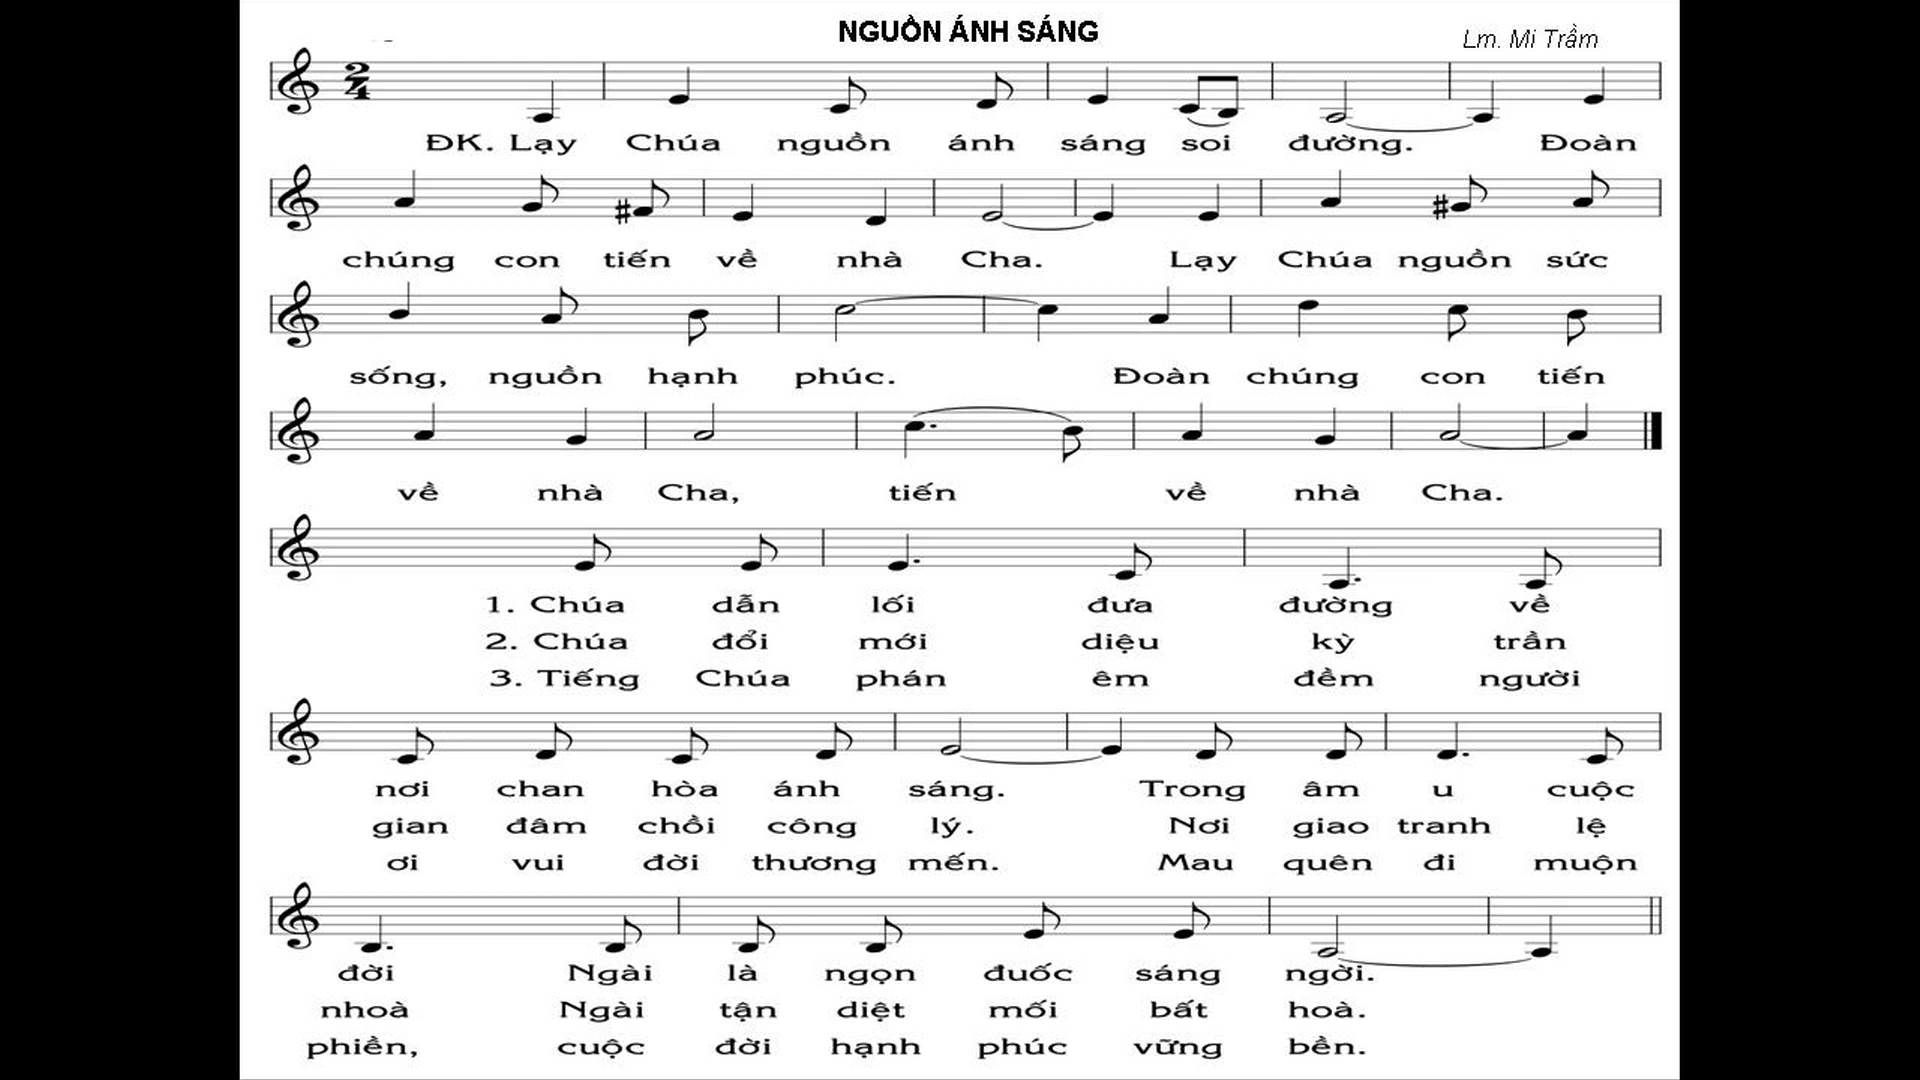 NGUỒN ÁNH SÁNG
Lm. Mi Trầm
2
4
ĐK. Lạy Chúa nguồn ánh sáng soi đường. Đoàn
chúng con tiến về nhà Cha. Lạy Chúa nguồn sức
sống, nguồn hạnh phúc. Đoàn chúng con tiến
về nhà Cha, tiến về nhà Cha.
1. Chúa dẫn lối đưa đường về
2. Chúa đổi mới diệu kỳ trần
3. Tiếng Chúa phán êm đềm người
nơi chan hòa ánh sáng. Trong âm u cuộc
gian đâm chồi công lý. Nơi giao tranh lệ
ơi vui đời thương mến. Mau quên đi muộn
đời Ngài là ngọn đuốc sáng ngời.
nhoà Ngài tận diệt mối bất hoà.
phiền, cuộc đời hạnh phúc vững bền.